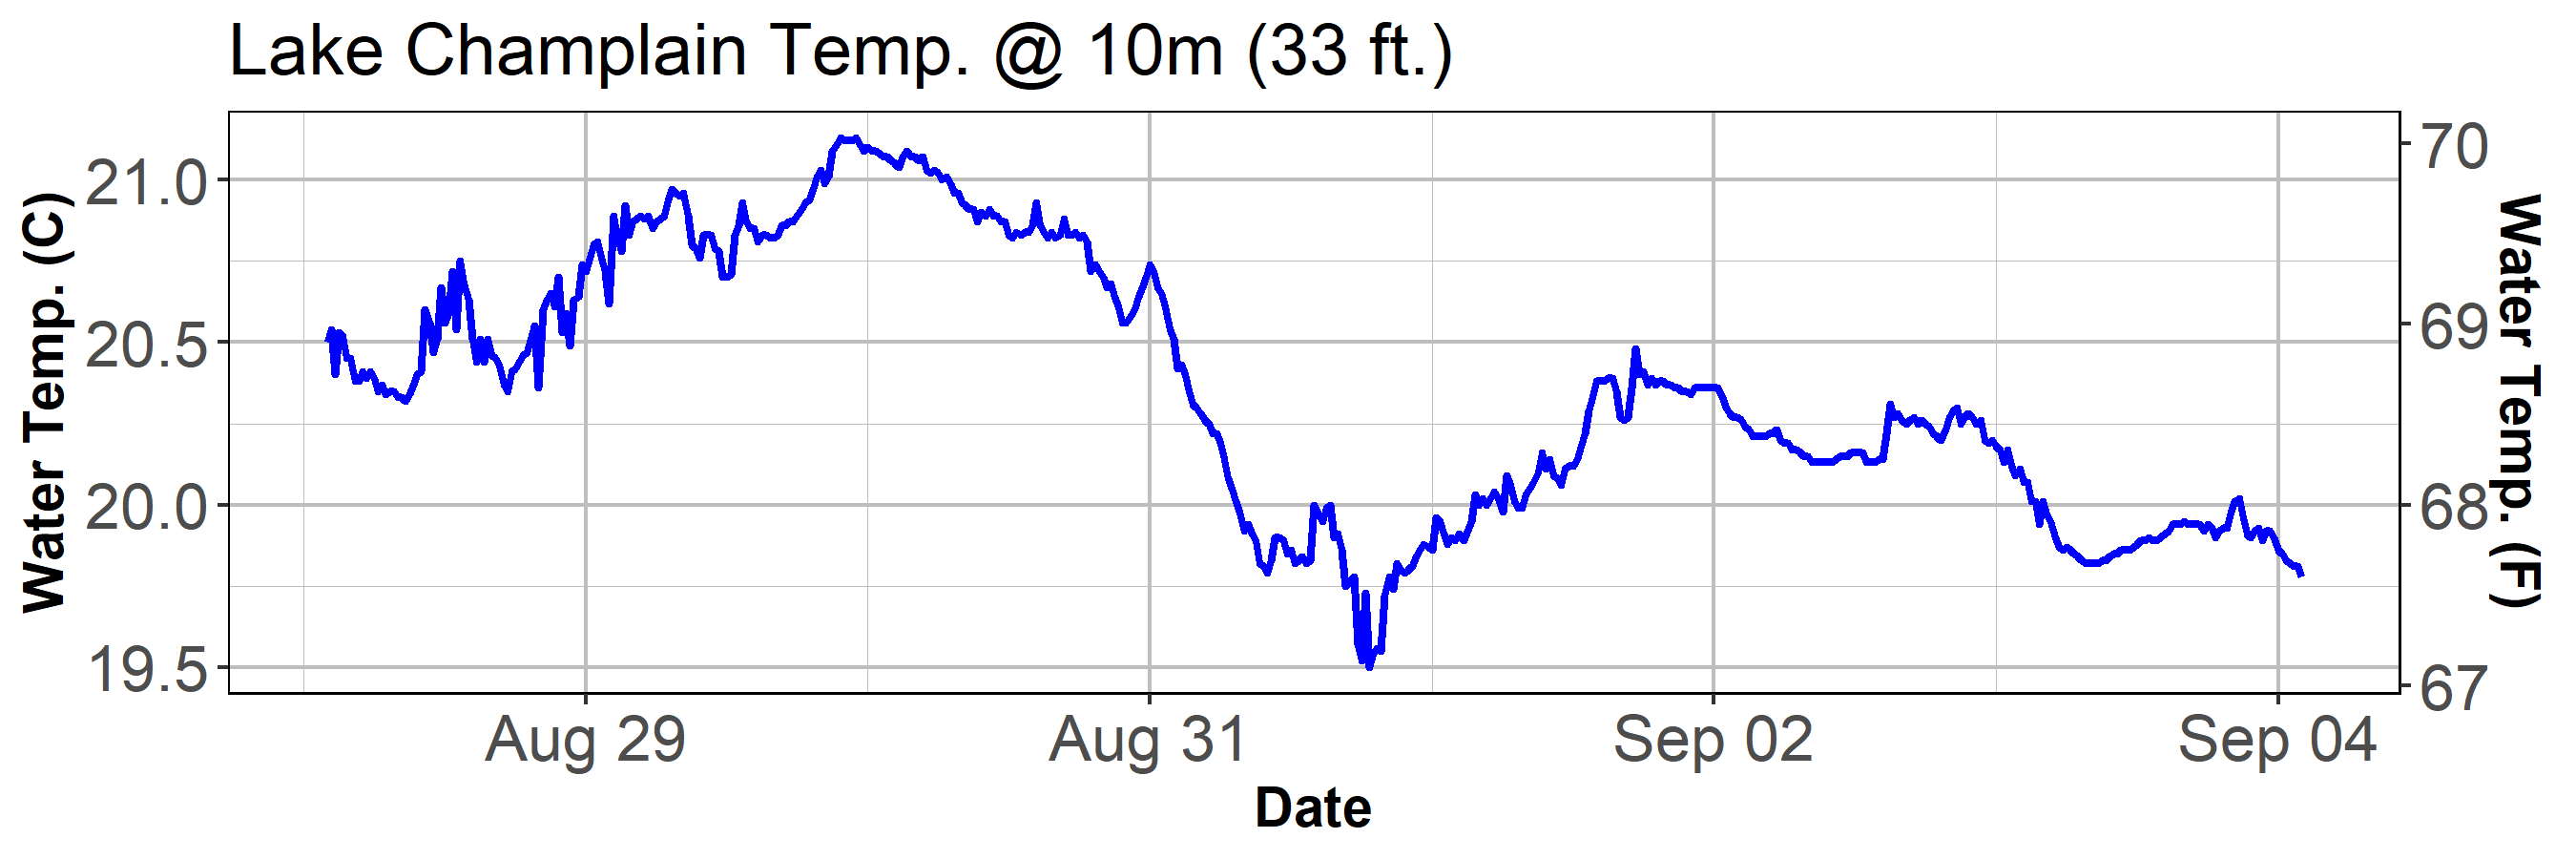 Lake Champlain Temp. @ 10m (33 ft.)
Water Temp. (C)
21.0
20.5
20.0
19.5
70
69
68
67
Water Temp. (F)
Aug 29
Aug 31
Sep 02
Sep 04
Date